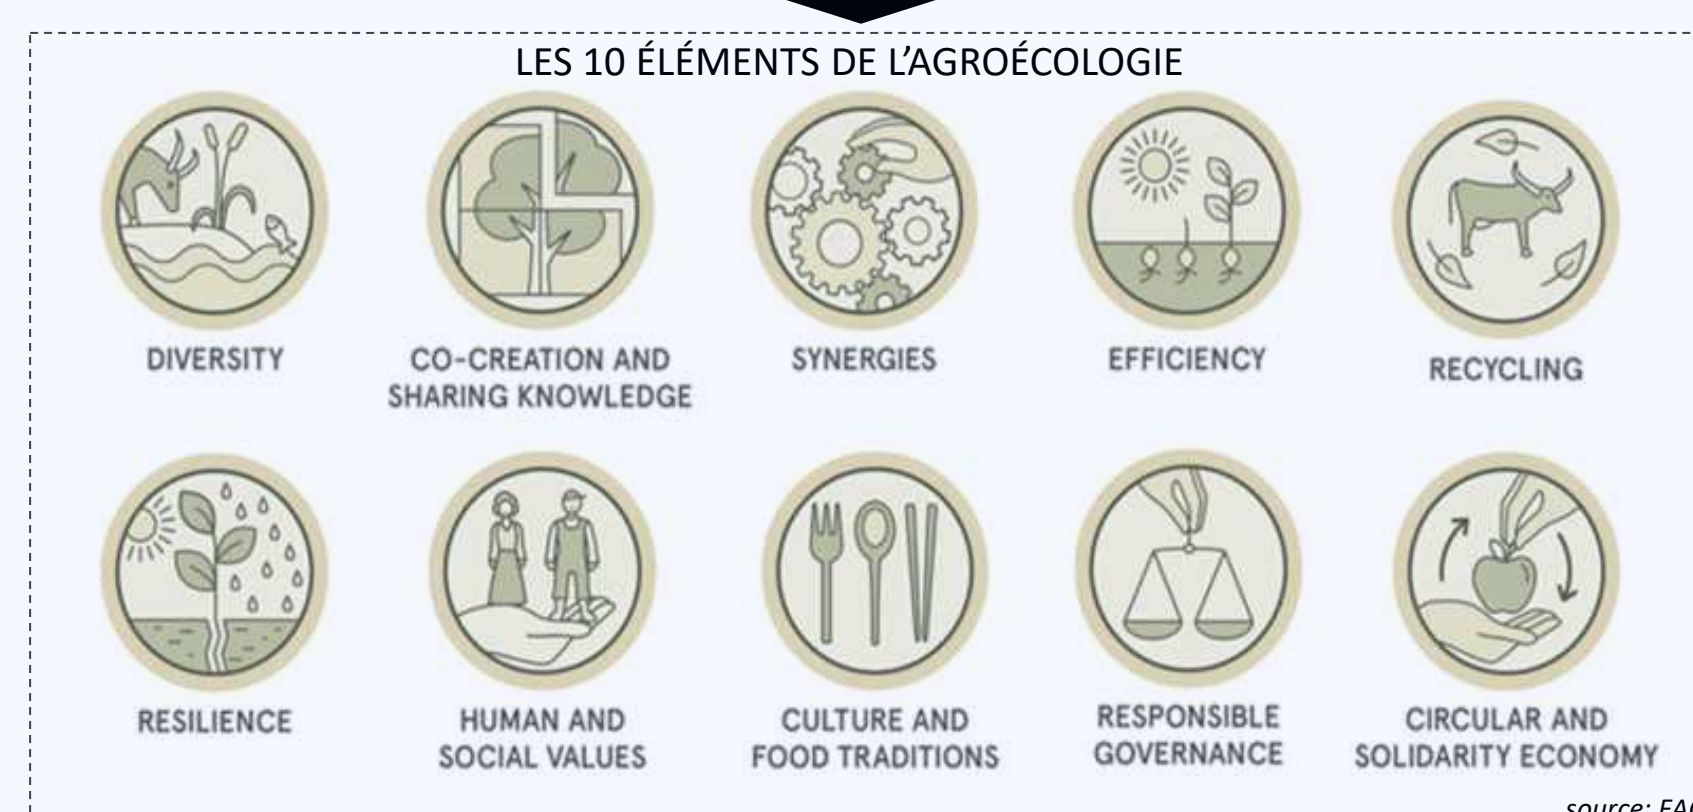 LES 10 ÉLÉMENTS DE L'AGROÉCOLOGIE
DIVERSITY
CO-CREATION AND
SHARING KNOWLEDGE
SYNERGIES
EFFICIENCY
RECYCLING
RESILIENCE
HUMAN AND
SOCIAL VALUES
CULTURE AND
FOOD TRADITIONS
RESPONSIBLE
GOVERNANCE
CIRCULAR AND
SOLIDARITY ECONOMY
source: